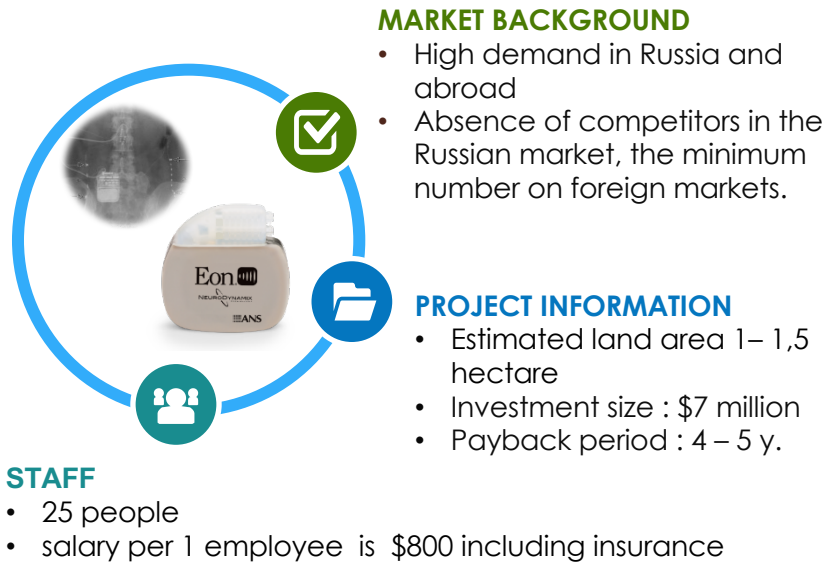 MARKET BACKGROUND
• High demand in Russia and
abroad
• Absence of competitors in the
Russian market, the minimum
number on foreign markets.
Eon
NEURODYNAMIX
ANS
PROJECT INFORMATION
• Estimated land area 1– 1,5
hectare
• Investment size : $7 million
• Payback period : 4 – 5 y.
STAFF
• 25 people
• salary per 1 employee is $800 including insurance